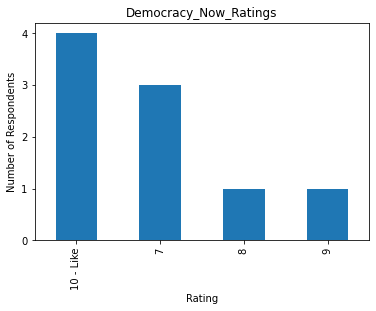 Democracy_Now_Ratings
Number of Respondents
4
3
2
1
0
10 - Like
7
8
9
Rating